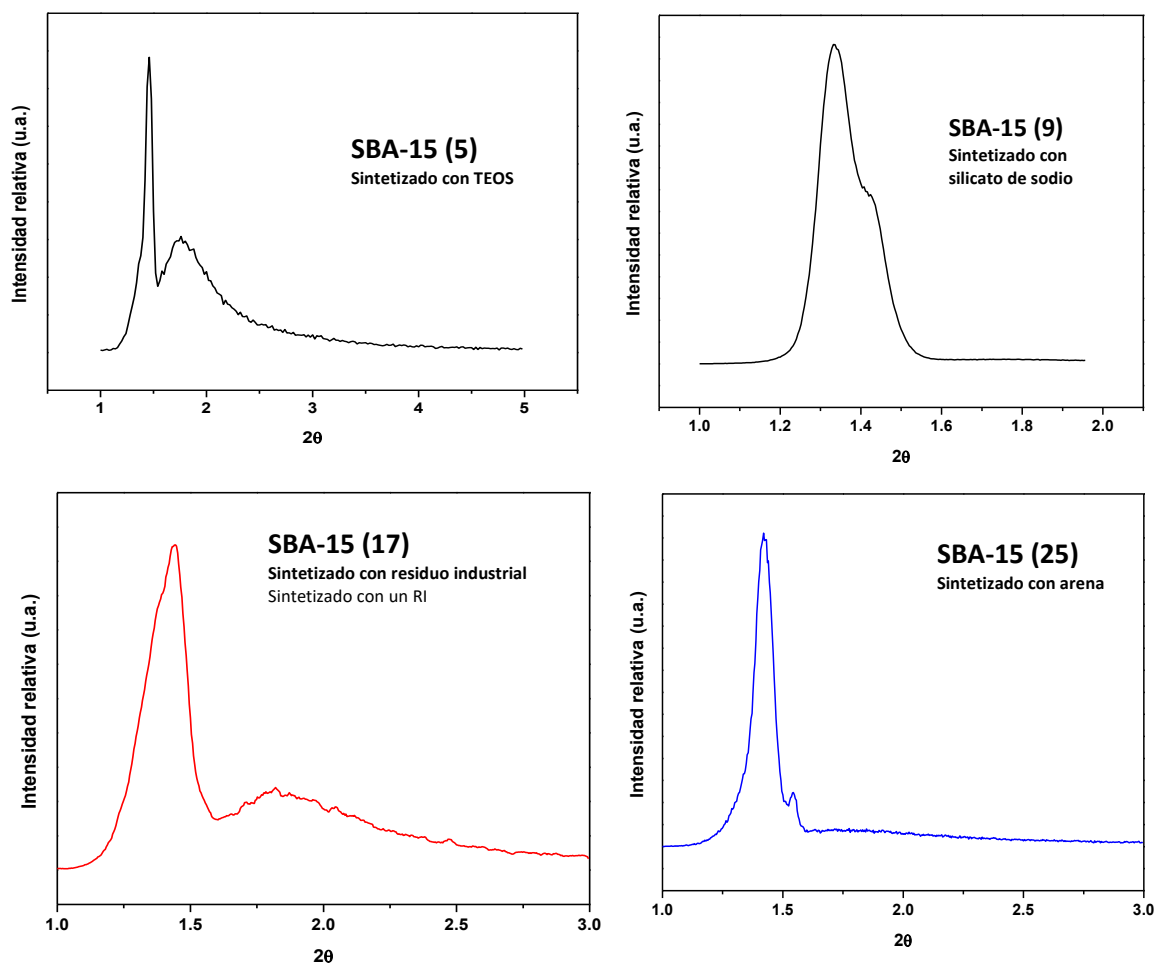 Intensidad relativa (u.a.)
SBA-15 (5)
Sintetizado con TEOS
1
2
3
4
5
2θ
Intensidad relativa (u.a.)
SBA-15 (9)
Sintetizado con
silicato de sodio
1.0
1.2
1.4
1.6
1.8
2.0
2θ
Intensidad relativa (u.a.)
SBA-15 (17)
Sintetizado con residuo industrial
Sintetizado con un RI
1.0
1.5
2.0
2.5
3.0
2θ
Intensidad relativa (u.a.)
SBA-15 (25)
Sintetizado con arena
1.0
1.5
2.0
2.5
3.0
2θ